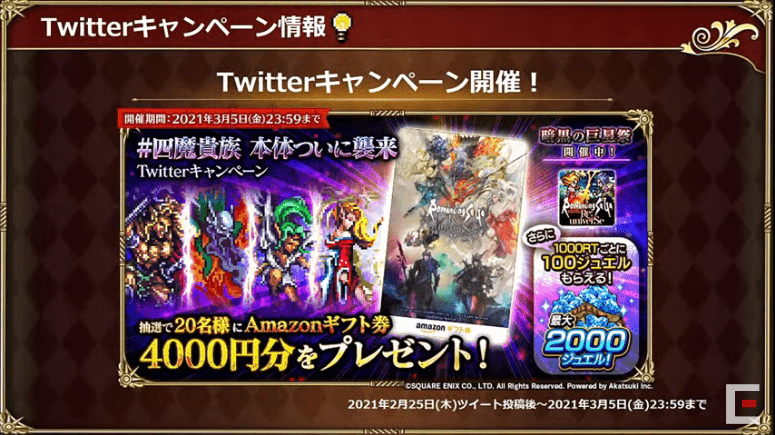 Twitterキャンペーン情報
Twitterキャンペーン開催！
開催期間：2021年3月5日(金)23:59まで
#四魔貴族 本体ついに襲来
Twitterキャンペーン
抽選で20名様にAmazonギフト券
4000円分をプレゼント！
Romancing SaGa
Re;universe
amazon ギフト券
暗黒の巨星祭
開催中！
Romancing SaGa
Re;
universe
さらに
1000RTごとに
100ジュエル
もらえる！
最大
2000
ジュエル！
©SQUARE ENIX CO., LTD. All Rights Reserved. Powered by Akatsuki Inc.
2021年2月25日(木)ツイート投稿後～2021年3月5日(金)23:59まで